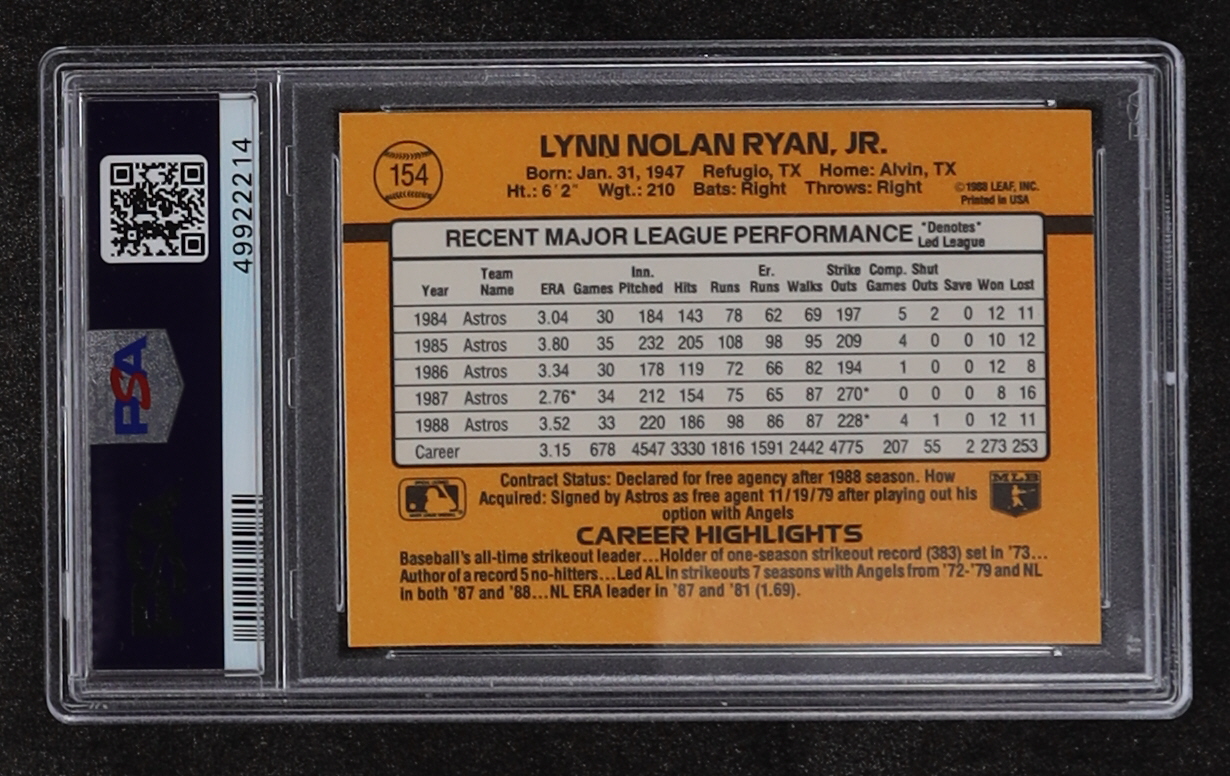 PSA
49922214
154
LYNN NOLAN RYAN, JR.
Born: Jan. 31, 1947 Refugio, TX Home: Alvin, TX
Ht.: 6'2" Wgt.: 210 Bats: Right Throws: Right
©1988 LEAF, INC.
Printed in USA
RECENT MAJOR LEAGUE PERFORMANCE *Denotes*
Led League
Year Team Name ERA Games Inn. Pitched Hits Runs Er. Runs Walks Strike Outs Comp. Games Shut Outs Save Won Lost
1984 Astros 3.04 30 184 143 78 62 69 197 5 2 0 12 11
1985 Astros 3.80 35 232 205 108 98 95 209 4 0 0 10 12
1986 Astros 3.34 30 178 119 72 66 82 194 1 0 0 12 8
1987 Astros 2.76* 34 212 154 75 65 87 270* 0 0 0 8 16
1988 Astros 3.52 33 220 186 98 86 87 228* 4 1 0 12 11
Career 3.15 678 4547 3330 1816 1591 2442 4775 207 55 2 273 253
Contract Status: Declared for free agency after 1988 season. How
Acquired: Signed by Astros as free agent 11/19/79 after playing out his
option with Angels
MLB
CAREER HIGHLIGHTS
Baseball's all-time strikeout leader...Holder of one-season strikeout record (383) set in '73...
Author of a record 5 no-hitters...Led AL in strikeouts 7 seasons with Angels from '72-'79 and NL
in both '87 and '88...NL ERA leader in '87 and '81 (1.69).